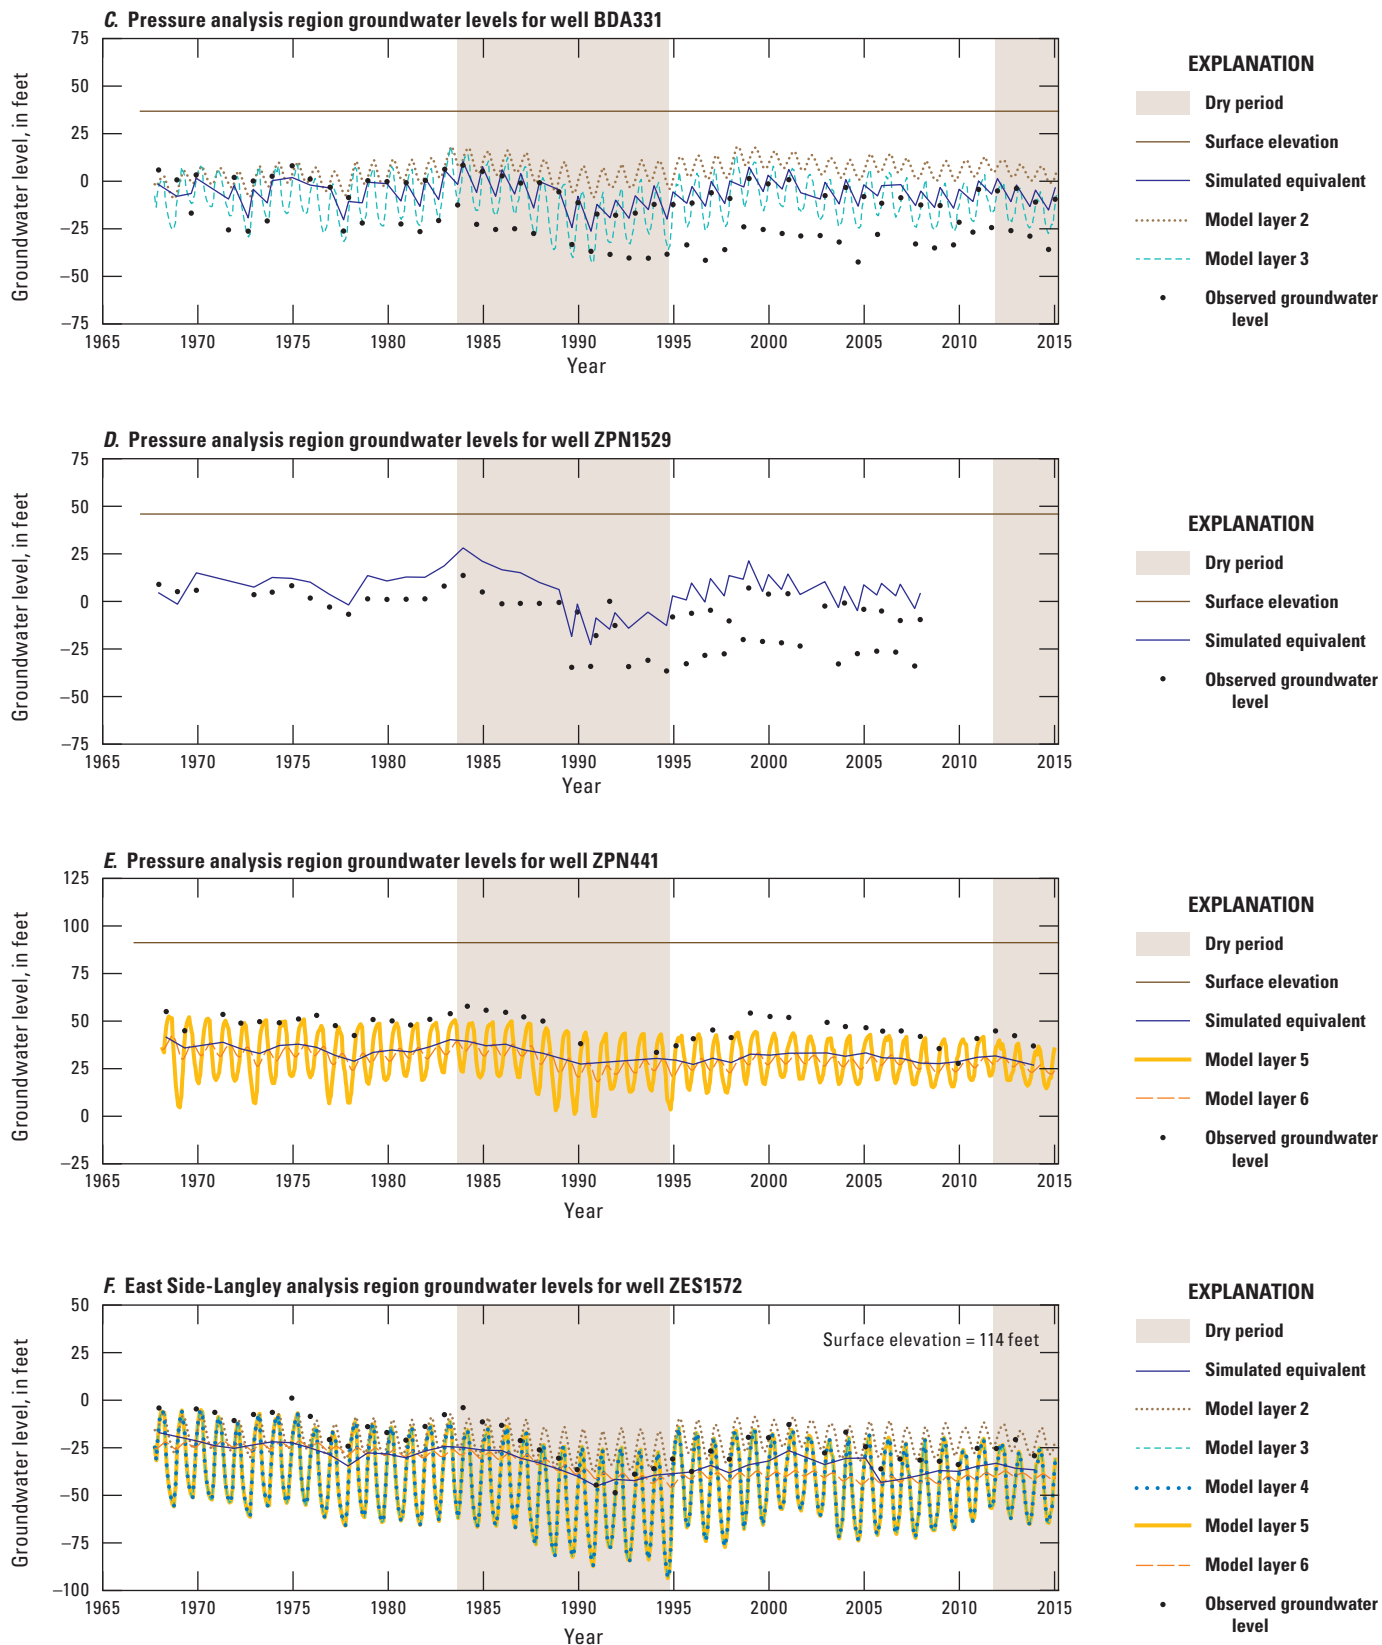 C. Pressure analysis region groundwater levels for well BDA331
75
50
25
0
−25
−50
−75
Groundwater level, in feet
1965 1970 1975 1980 1985 1990 1995 2000 2005 2010 2015
Year
EXPLANATION
Dry period
Surface elevation
Simulated equivalent
Model layer 2
Model layer 3
Observed groundwater
level
D. Pressure analysis region groundwater levels for well ZPN1529
75
50
25
0
−25
−50
−75
Groundwater level, in feet
1965 1970 1975 1980 1985 1990 1995 2000 2005 2010 2015
Year
EXPLANATION
Dry period
Surface elevation
Simulated equivalent
Observed groundwater
level
E. Pressure analysis region groundwater levels for well ZPN441
125
100
75
50
25
0
−25
Groundwater level, in feet
1965 1970 1975 1980 1985 1990 1995 2000 2005 2010 2015
Year
EXPLANATION
Dry period
Surface elevation
Simulated equivalent
Model layer 5
Model layer 6
Observed groundwater
level
F. East Side-Langley analysis region groundwater levels for well ZES1572
50
25
0
−25
−50
−75
−100
Groundwater level, in feet
Surface elevation = 114 feet
1965 1970 1975 1980 1985 1990 1995 2000 2005 2010 2015
Year
EXPLANATION
Dry period
Simulated equivalent
Model layer 2
Model layer 3
Model layer 4
Model layer 5
Model layer 6
Observed groundwater
level